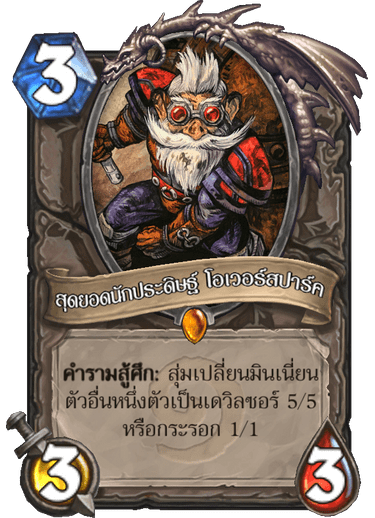 3
สุดยอดนักประดิษฐ์ โอเวอร์สปาร์ค
คำรามสู้ศึก: สุ่มเปลี่ยนมินเนี่ยน
ตัวอื่นหนึ่งตัวเป็นเดวิลซอร์ 5/5
หรือกระรอก 1/1
3
3